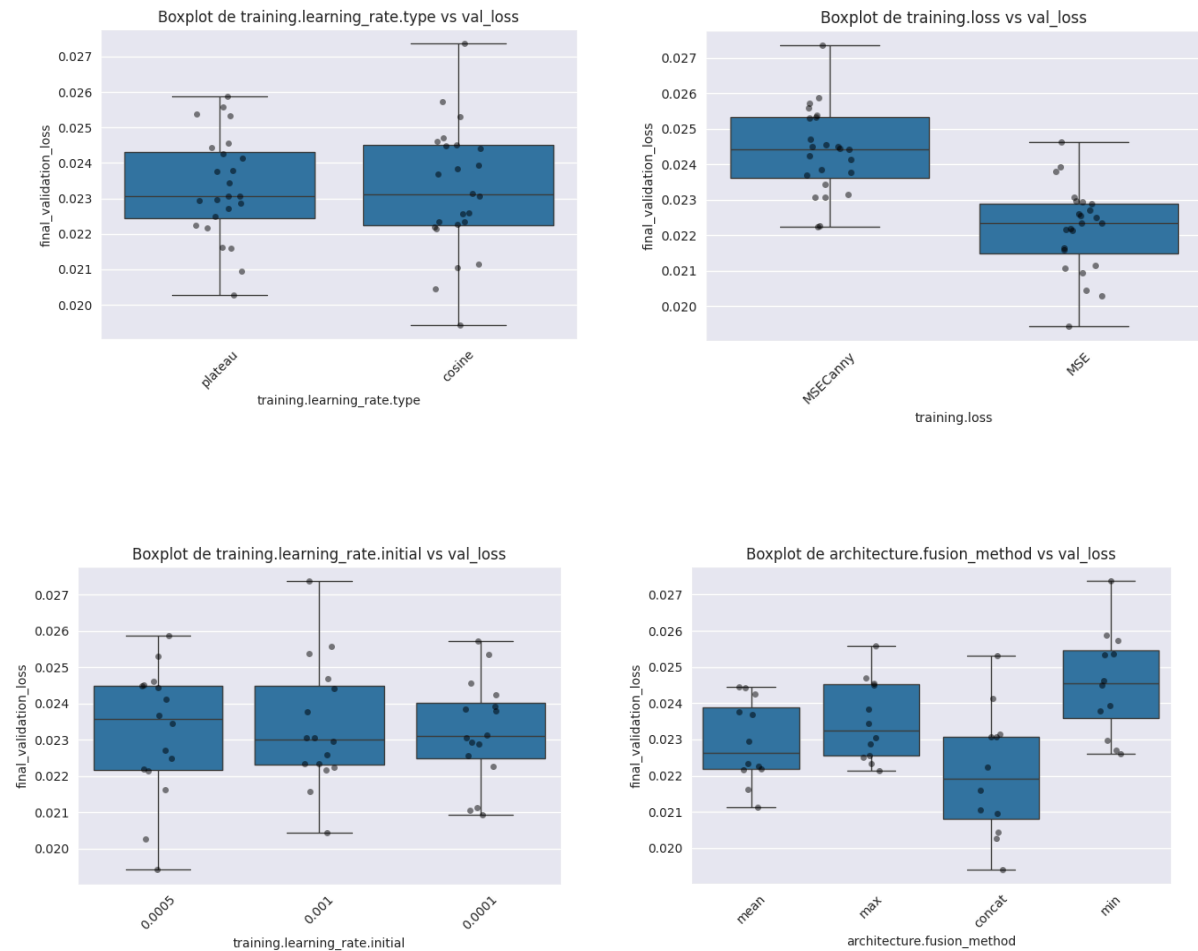 Boxplot de training.learning_rate.type vs val_loss
final_validation_loss
0.027
0.026
0.025
0.024
0.023
0.022
0.021
0.020
plateau
cosine
training.learning_rate.type
Boxplot de training.loss vs val_loss
final_validation_loss
0.027
0.026
0.025
0.024
0.023
0.022
0.021
0.020
MSECanny
MSE
training.loss
Boxplot de training.learning_rate.initial vs val_loss
final_validation_loss
0.027
0.026
0.025
0.024
0.023
0.022
0.021
0.020
0.0005
0.001
0.0001
training.learning_rate.initial
Boxplot de architecture.fusion_method vs val_loss
final_validation_loss
0.027
0.026
0.025
0.024
0.023
0.022
0.021
0.020
mean
max
concat
min
architecture.fusion_method